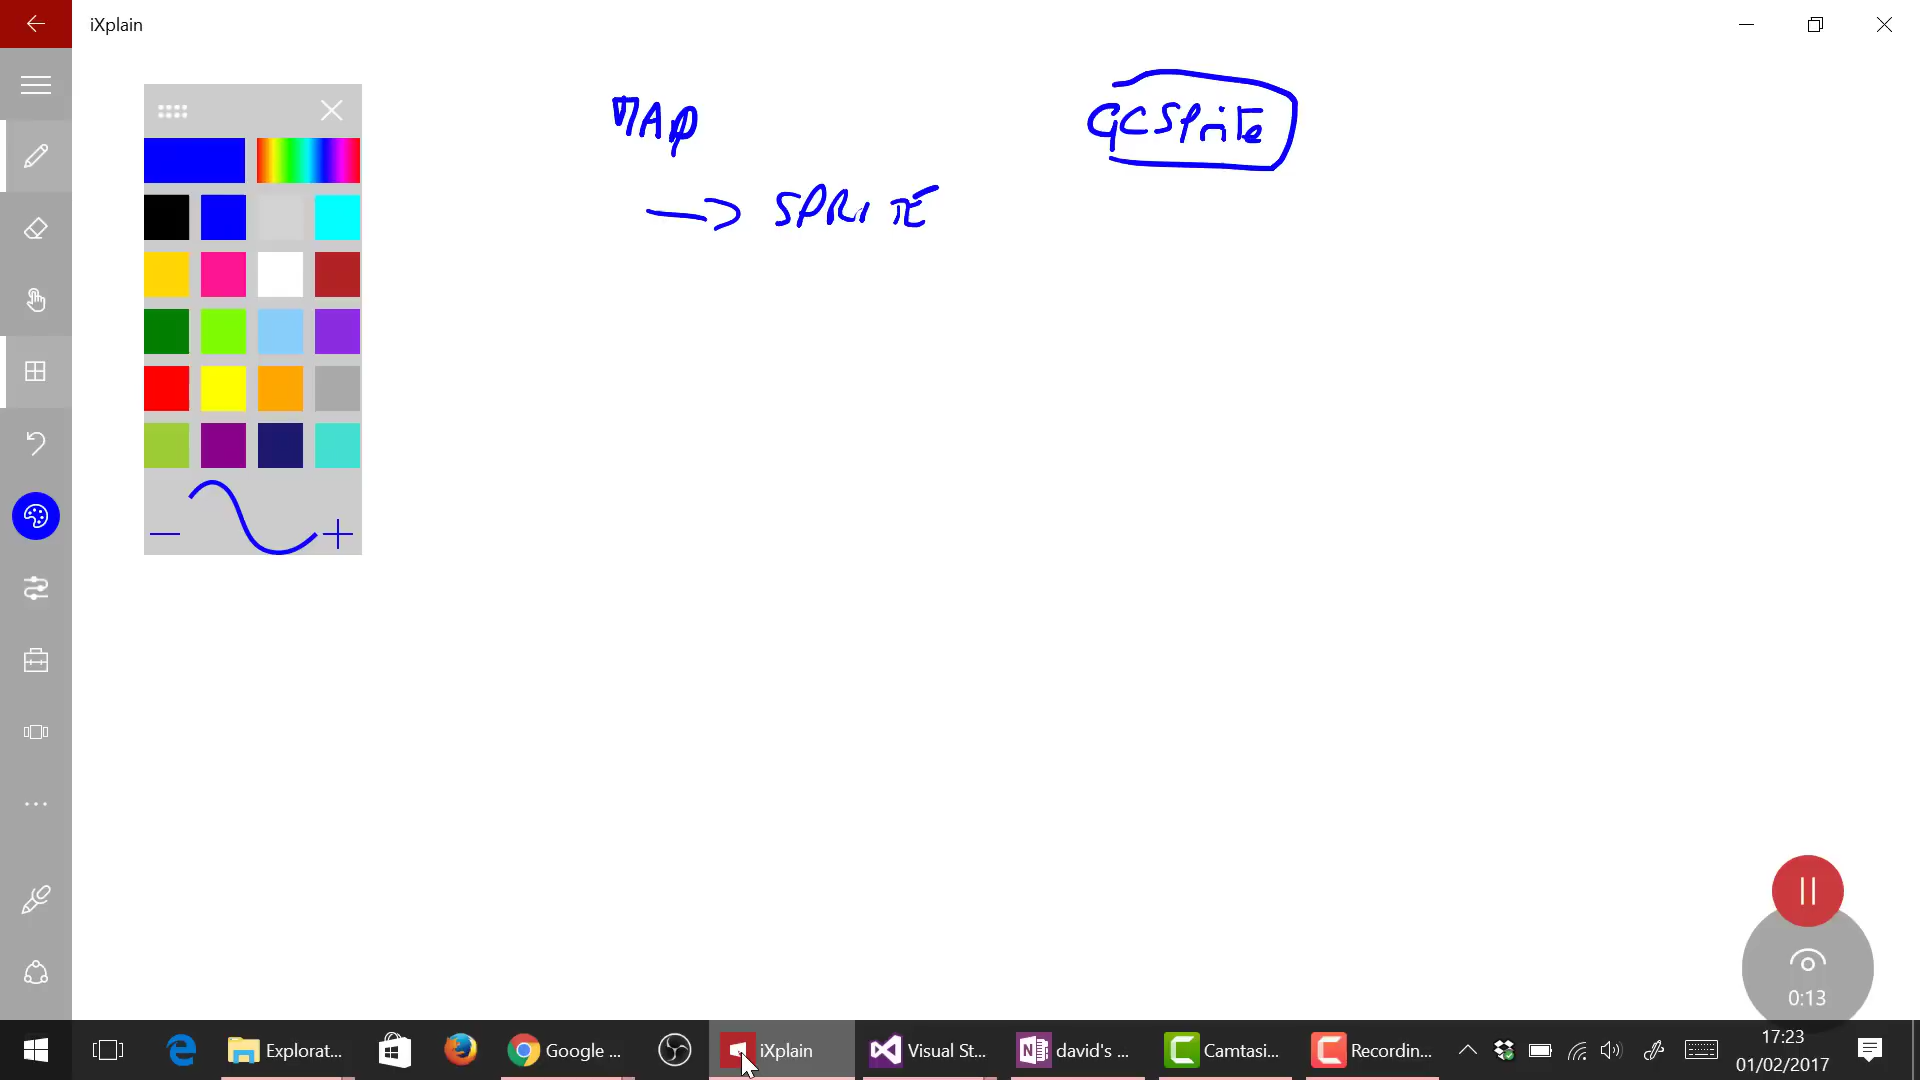 iXplain
MAP
GCSPriTE
SPRiTE
0:13
Explorat...
Google ...
iXplain
Visual St...
david's ...
Camtasi...
Recordin...
17:23
01/02/2017